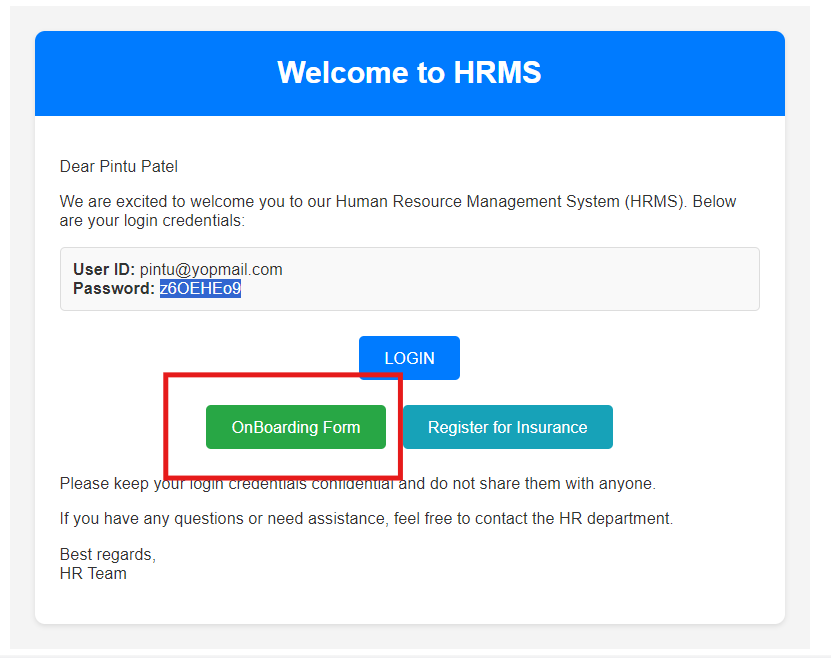 Welcome to HRMS
Dear Pintu Patel
We are excited to welcome you to our Human Resource Management System (HRMS). Below
are your login credentials:
User ID: pintu@yopmail.com
Password: z6OEHEo9
LOGIN
OnBoarding Form
Register for Insurance
Please keep your login credentials confidential and do not share them with anyone.
If you have any questions or need assistance, feel free to contact the HR department.
Best regards,
HR Team